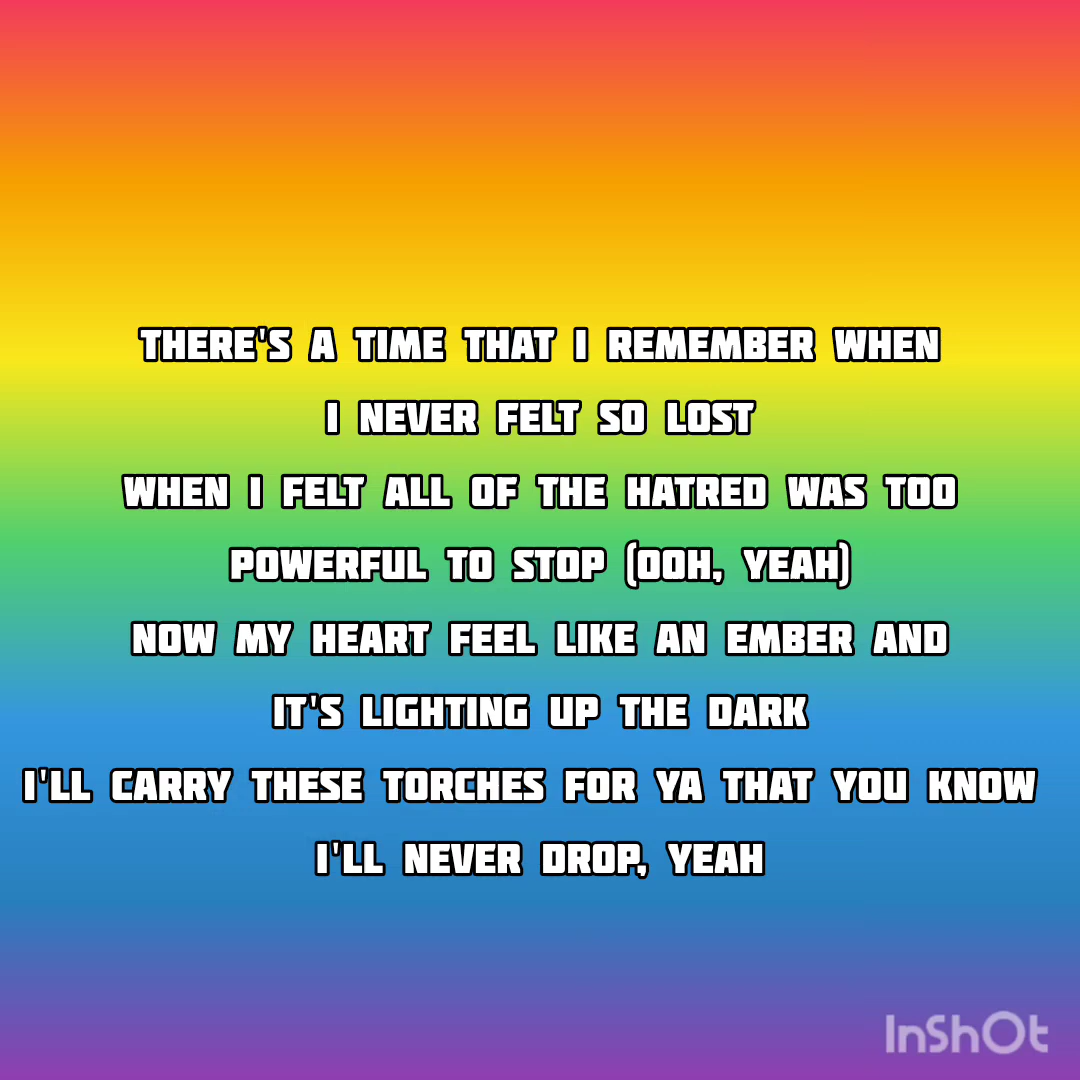 THERE'S A TIME THAT I REMEMBER WHEN
I NEVER FELT SO LOST
WHEN I FELT ALL OF THE HATRED WAS TOO
POWERFUL TO STOP (OOH, YEAH)
NOW MY HEART FEEL LIKE AN EMBER AND
IT'S LIGHTING UP THE DARK
I'LL CARRY THESE TORCHES FOR YA THAT YOU KNOW
I'LL NEVER DROP, YEAH
InShOt